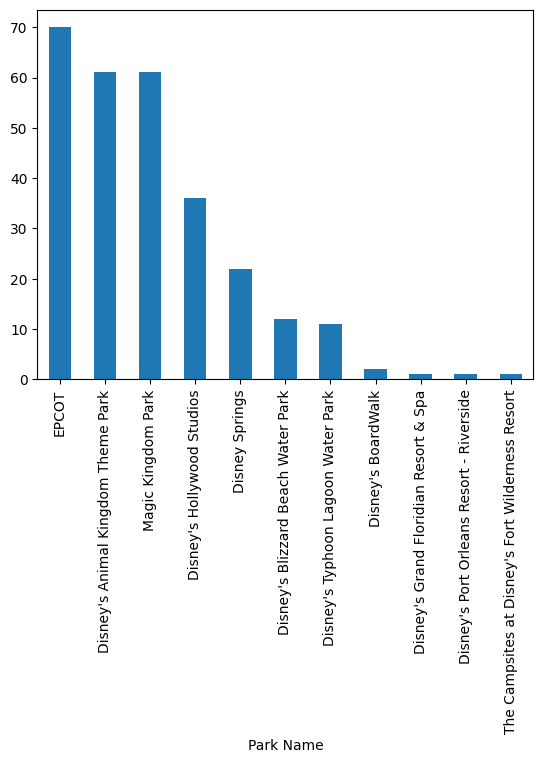 70
60
50
40
30
20
10
0
EPCOT
Disney's Animal Kingdom Theme Park
Magic Kingdom Park
Disney's Hollywood Studios
Disney Springs
Disney's Blizzard Beach Water Park
Disney's Typhoon Lagoon Water Park
Disney's BoardWalk
Disney's Grand Floridian Resort & Spa
Disney's Port Orleans Resort - Riverside
The Campsites at Disney's Fort Wilderness Resort
Park Name